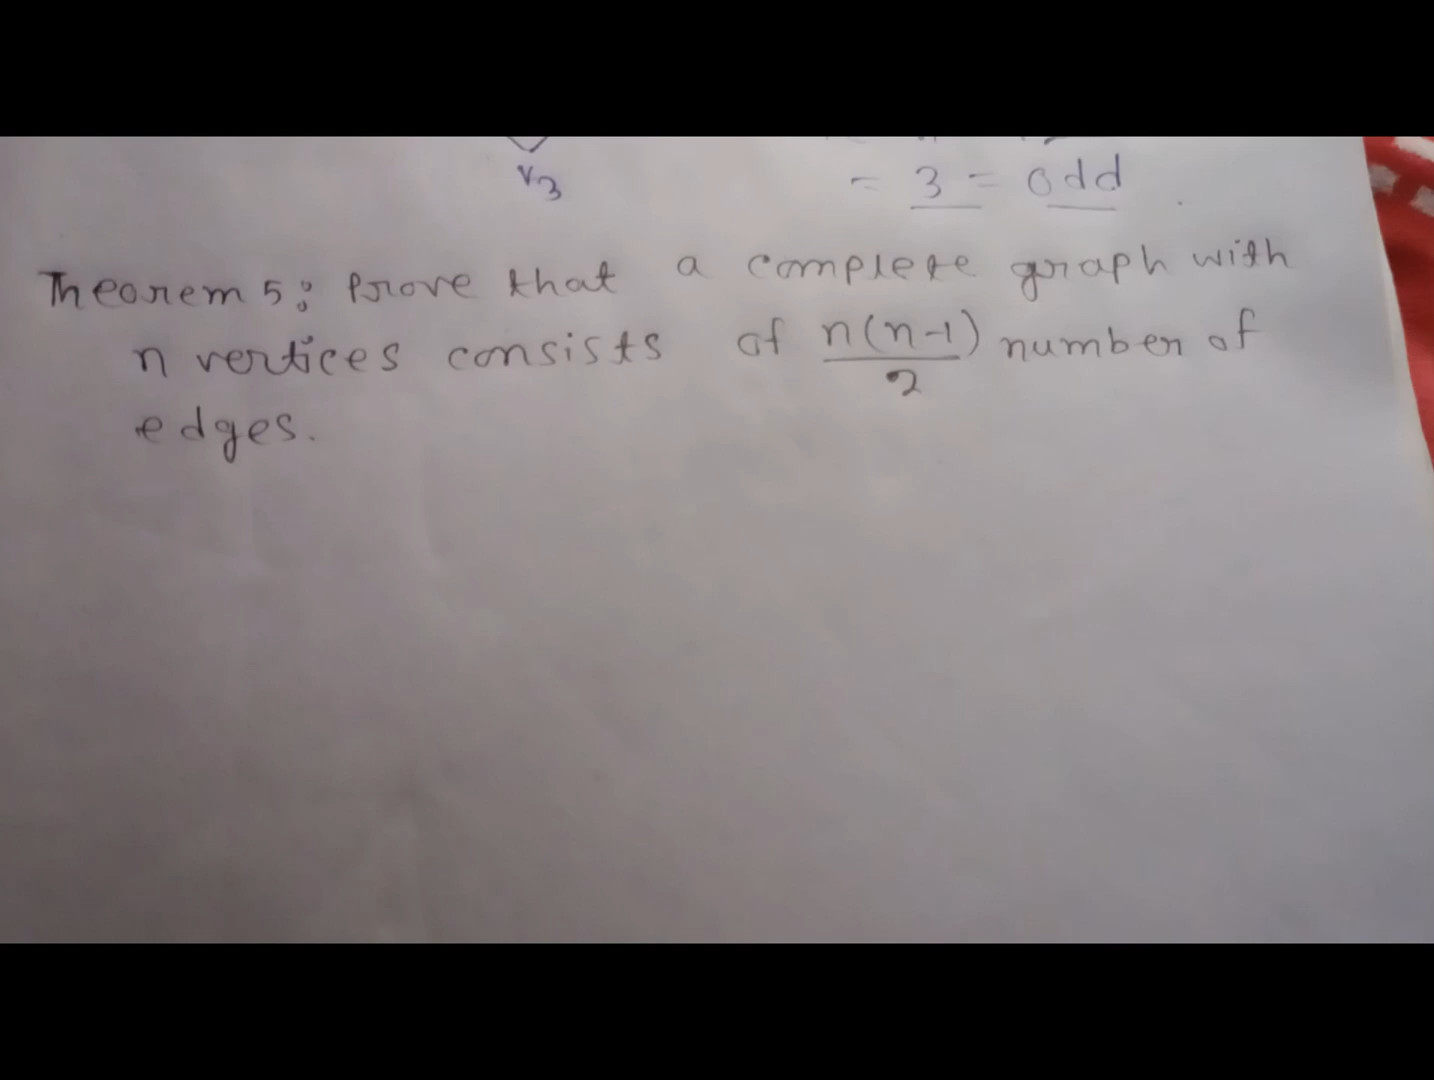 v3
= 3 = Odd
Theorem 5: Prove that a complete graph with
n vertices consists of n(n-1)/2 number of
edges.